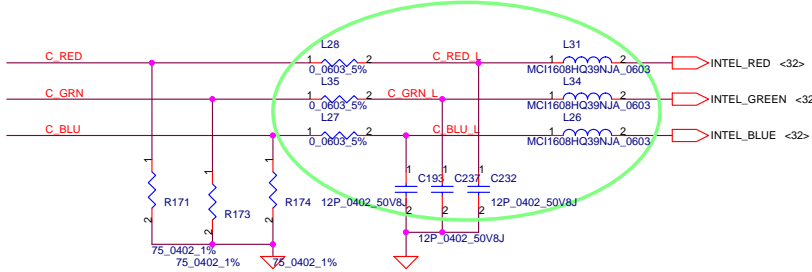 L28 L31
C_RED 1 2 C_RED_L 1 2 INTEL_RED <32>
0_0603_5% MCI1608HQ39NJA_0603
L35 L34
C_GRN 1 2 C_GRN_L 1 2 INTEL_GREEN <32
0_0603_5% MCI1608HQ39NJA_0603
L27 L26
C_BLU 1 2 C_BLU_L 1 2 INTEL_BLUE <32>
0_0603_5% MCI1608HQ39NJA_0603
1 1 1 1 1 1
C193 C237 C232
R171 R173 R174 12P_0402_50V8J 12P_0402_50V8J
2 2 2 2 2 2
12P_0402_50V8J
75_0402_1%
75_0402_1% 75_0402_1%